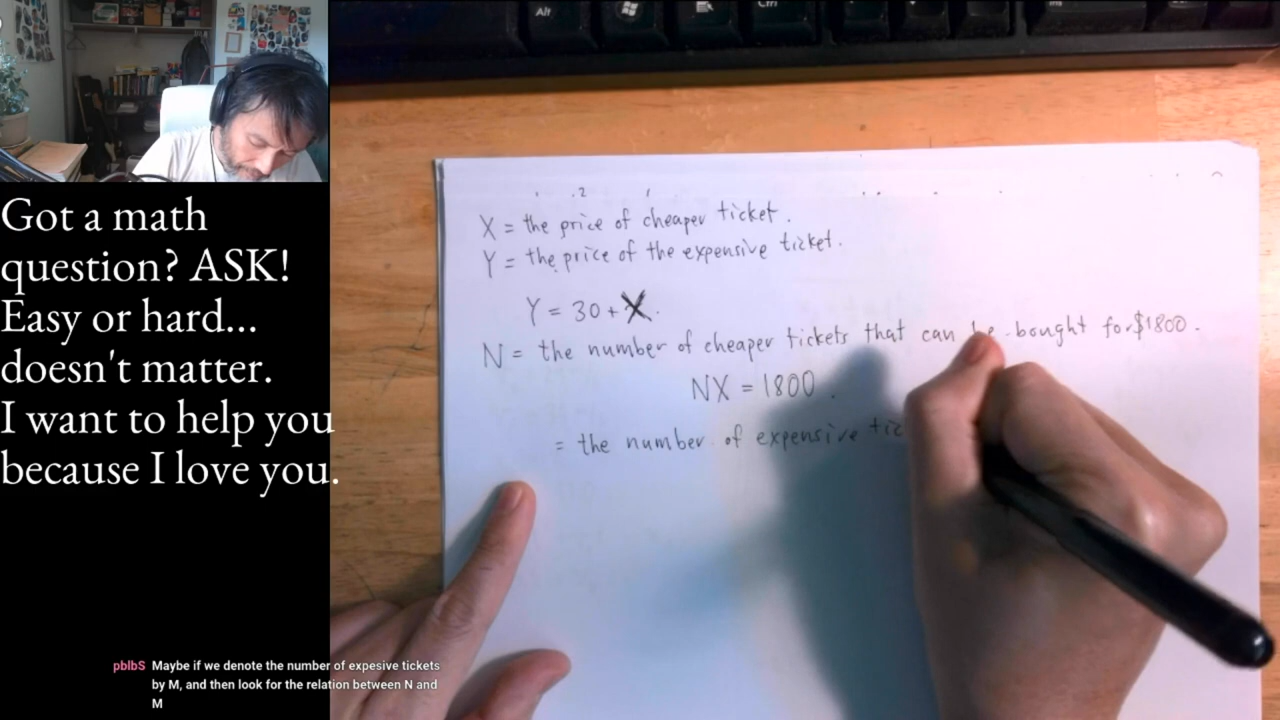 Got a math
question? ASK!
Easy or hard...
doesn't matter.
I want to help you
because I love you.
pblbS Maybe if we denote the number of expesive tickets
by M, and then look for the relation between N and
M
Alt
Ctrl
X = the price of cheaper ticket.
Y = the price of the expensive ticket.
Y = 30 + X.
N = the number of cheaper tickets that can be bought for $1800.
NX = 1800.
= the number of expensive